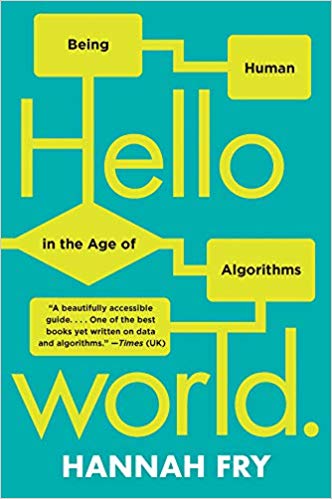 Being
Human
Hello
in the Age of
Algorithms
“A beautifully accessible
guide. . . . One of the best
books yet written on data
and algorithms.” —Times (UK)
world.
HANNAH FRY